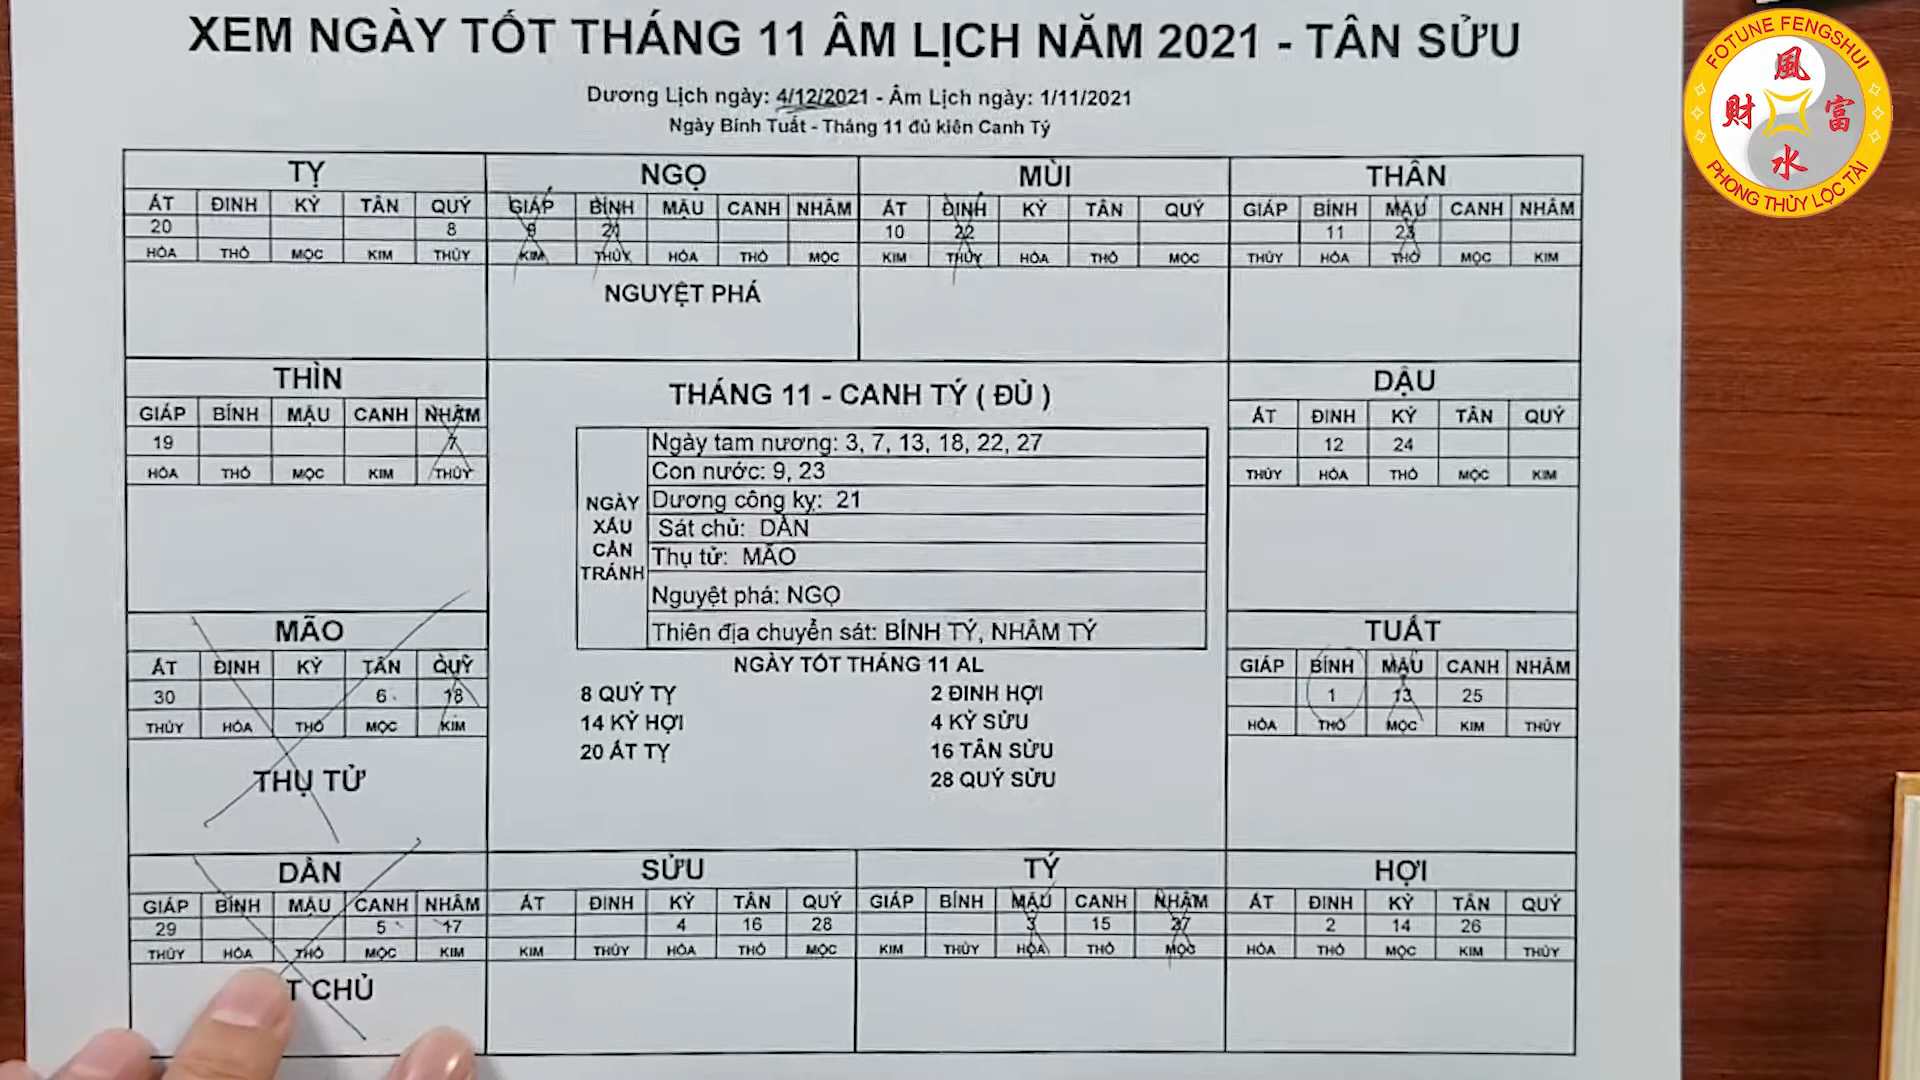 XEM NGÀY TỐT THÁNG 11 ÂM LỊCH NĂM 2021 - TÂN SỬU
Dương Lịch ngày: 4/12/2021 - Âm Lịch ngày: 1/11/2021
Ngày Bính Tuất - Tháng 11 đủ kiên Canh Tý
FOTUNE FENGSHUI
風
財 富
水
PHONG THỦY LỘC TÀI
TỴ NGỌ MÙI THÂN
ẤT ĐINH KỶ TÂN QUÝ GIÁP BÍNH MẬU CANH NHÂM ẤT ĐINH KỶ TÂN QUÝ GIÁP BÍNH MẬU CANH NHÂM
20 8 9 21 10 22 11 23
HỎA THỔ MỘC KIM THỦY KIM THỦY HỎA THỔ MỘC KIM THỦY HỎA THỔ MỘC THỦY HỎA THỔ MỘC KIM
NGUYỆT PHÁ
THÌN
GIÁP BÍNH MẬU CANH NHÂM
19 7
HỎA THỔ MỘC KIM THỦY
THÁNG 11 - CANH TÝ ( ĐỦ )
NGÀY
XẤU
CẦN
TRÁNH
Ngày tam nương: 3, 7, 13, 18, 22, 27
Con nước: 9, 23
Dương công kỵ: 21
Sát chủ: DẦN
Thụ tử: MÃO
Nguyệt phá: NGỌ
Thiên địa chuyển sát: BÍNH TÝ, NHÂM TÝ
NGÀY TỐT THÁNG 11 AL
8 QUÝ TỴ 2 ĐINH HỢI
14 KỶ HỢI 4 KỶ SỬU
20 ẤT TỴ 16 TÂN SỬU
28 QUÝ SỬU
DẬU
ẤT ĐINH KỶ TÂN QUÝ
12 24
THỦY HỎA THỔ MỘC KIM
MÃO
ẤT ĐINH KỶ TÂN QUÝ
30 6 18
THỦY HỎA THỔ MỘC KIM
THỤ TỬ
TUẤT
GIÁP BÍNH MẬU CANH NHÂM
1 13 25
HỎA THỔ MỘC KIM THỦY
DẦN SỬU TÝ HỢI
GIÁP BÍNH MẬU CANH NHÂM ẤT ĐINH KỶ TÂN QUÝ GIÁP BÍNH MẬU CANH NHÂM ẤT ĐINH KỶ TÂN QUÝ
29 5 17 4 16 28 3 15 27 2 14 26
THỦY HỎA THỔ MỘC KIM KIM THỦY HỎA THỔ MỘC KIM THỦY HỎA THỔ MỘC HỎA THỔ MỘC KIM THỦY
T CHỦ